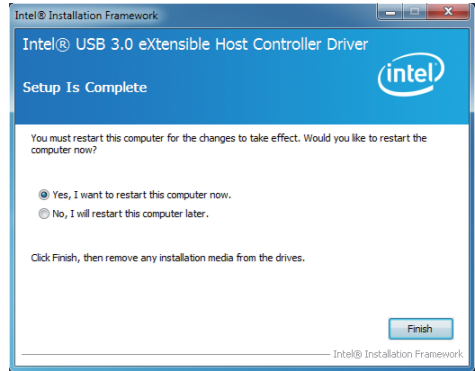 Intel® Installation Framework
Intel® USB 3.0 eXtensible Host Controller Driver
intel
Setup Is Complete
You must restart this computer for the changes to take effect. Would you like to restart the
computer now?
Yes, I want to restart this computer now.
No, I will restart this computer later.
Click Finish, then remove any installation media from the drives.
Finish
Intel® Installation Framework